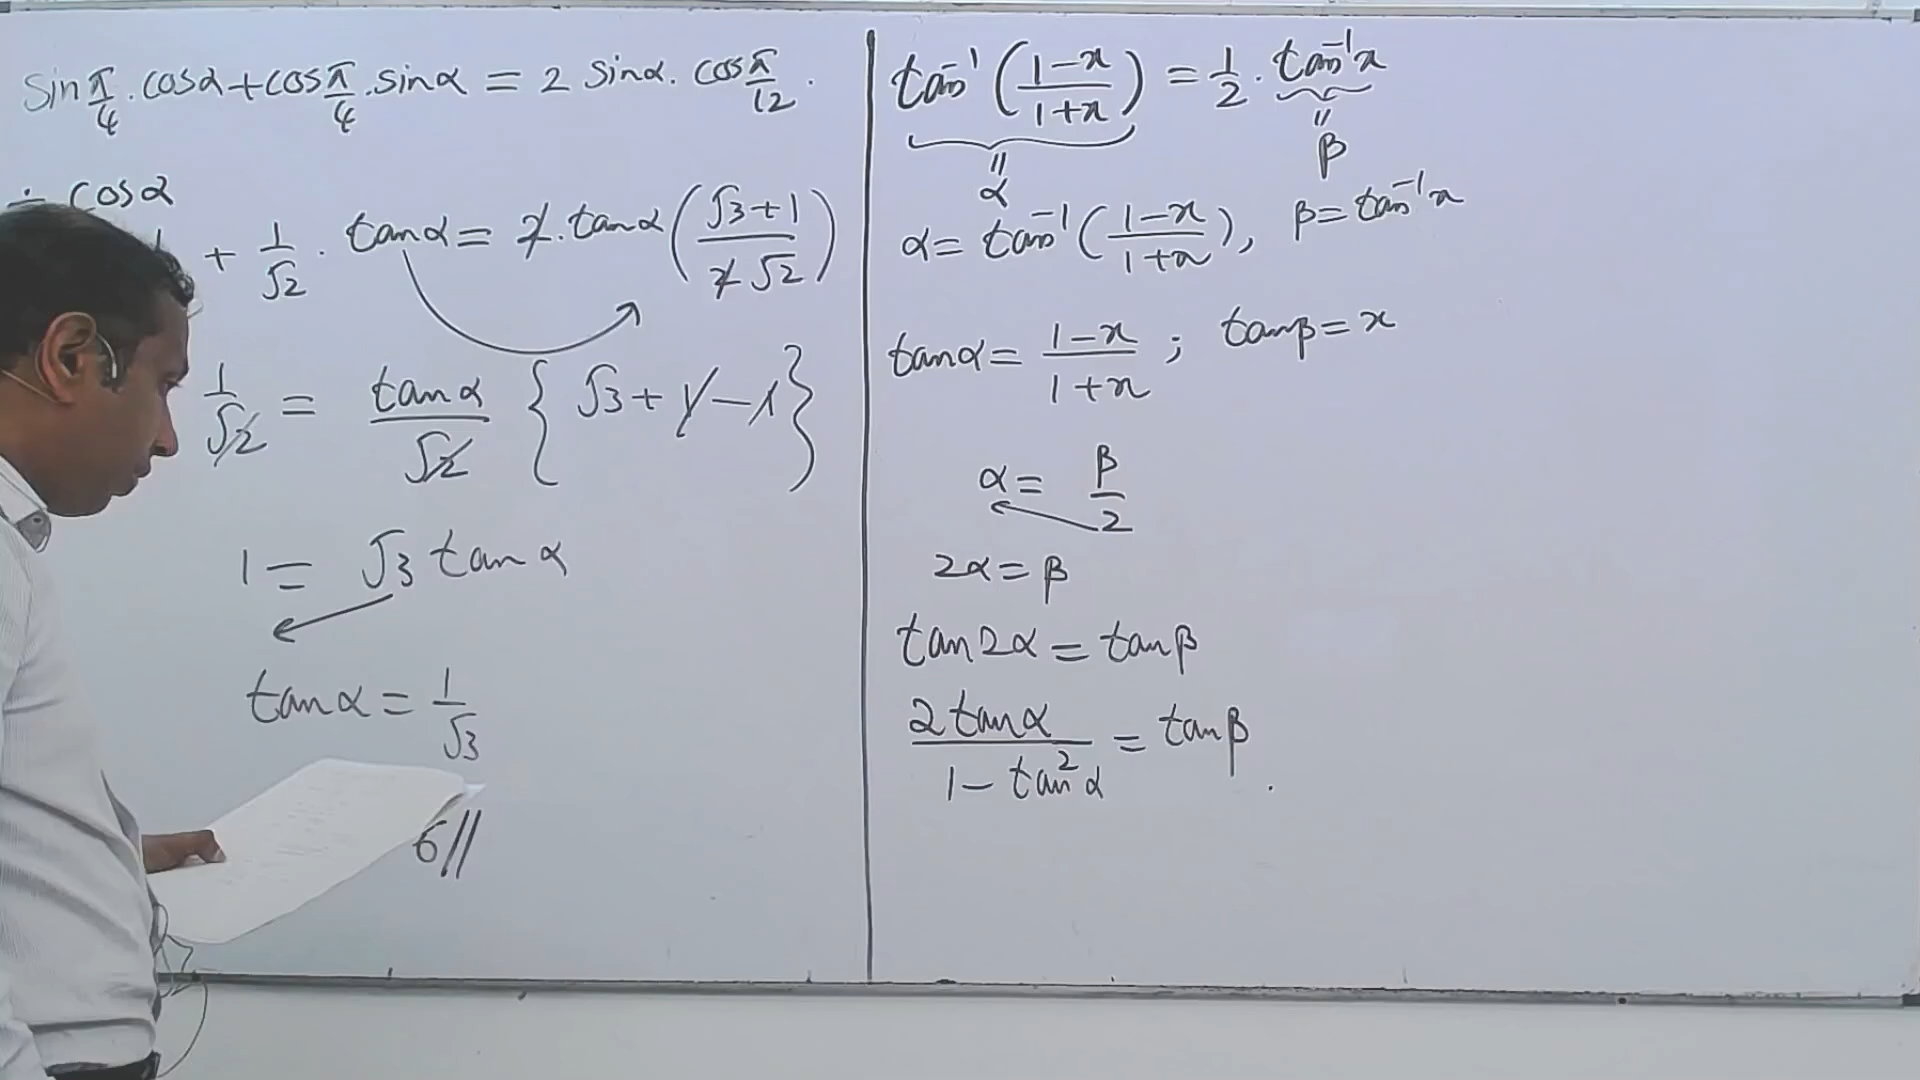 sin π/4 . cosα + cos π/4 . sinα = 2 sinα . cos π/12 .
÷ cosα
+ 1/√2 . tanα = 2 . tanα ( (√3+1) / (2√2) )
1/√2 = tanα/√2 { √3 + 1 − 1 }
1 = √3 tanα
tanα = 1/√3
6 //
tan⁻¹ ( (1−x)/(1+x) ) = 1/2 . tan⁻¹x
" α
" β
α = tan⁻¹ ( (1−x)/(1+x) ), β = tan⁻¹x
tanα = (1−x)/(1+x) ; tanβ = x
α = β/2
2α = β
tan2α = tanβ
2tanα / (1 − tan²α) = tanβ .